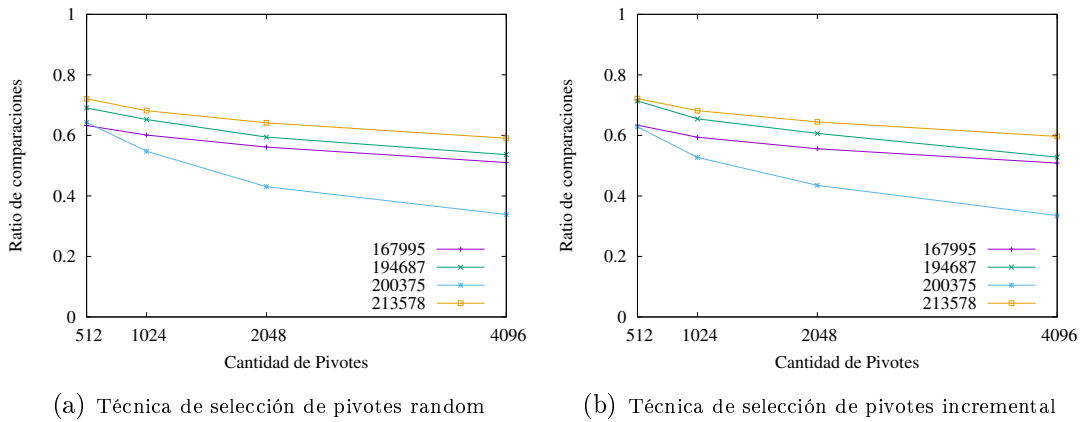 1
0.8
0.6
0.4
0.2
0
Ratio de comparaciones
512 1024 2048 4096
Cantidad de Pivotes
167995
194687
200375
213578
(a) Técnica de selección de pivotes random
1
0.8
0.6
0.4
0.2
0
Ratio de comparaciones
512 1024 2048 4096
Cantidad de Pivotes
167995
194687
200375
213578
(b) Técnica de selección de pivotes incremental